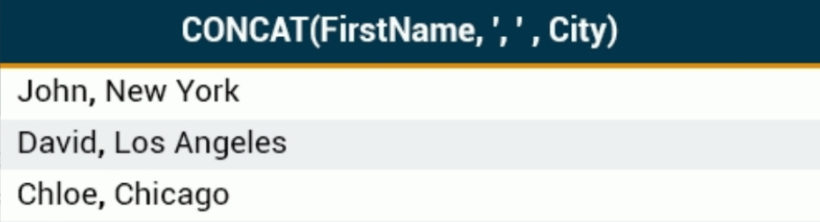 CONCAT(FirstName, ', ' , City)
John, New York
David, Los Angeles
Chloe, Chicago